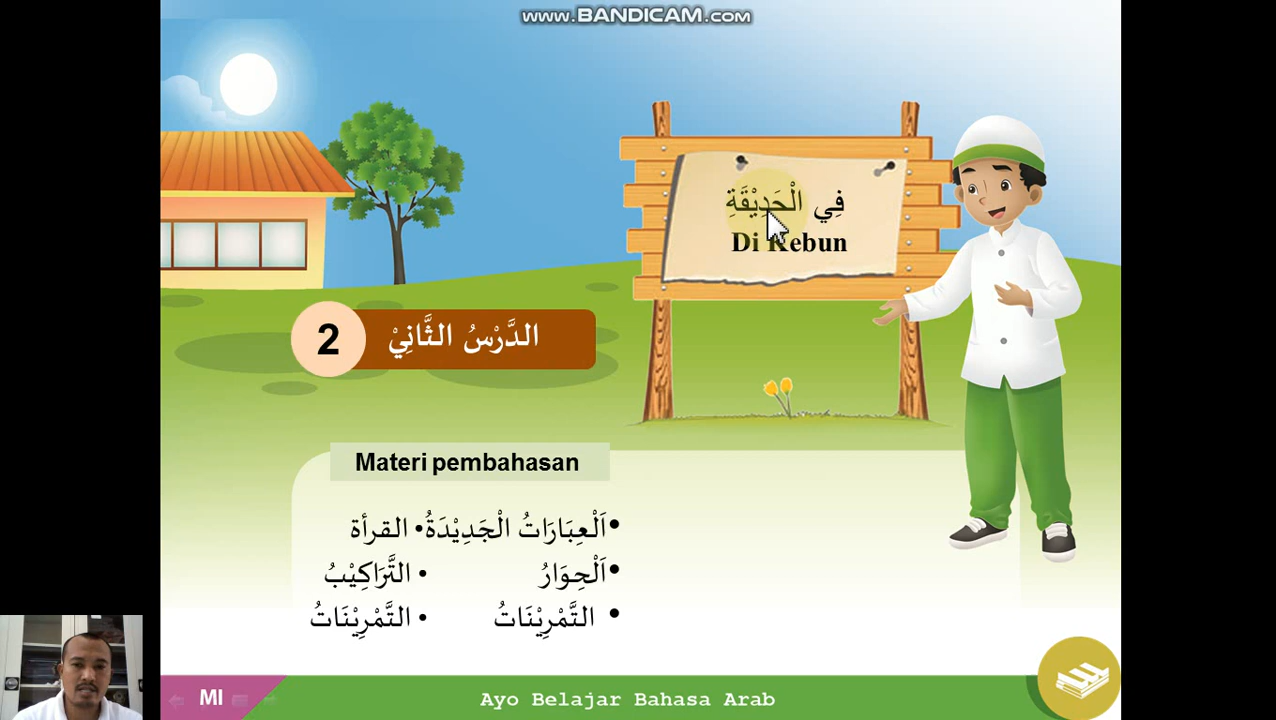 www.BANDICAM.com
فِي الْحَدِيْقَةِ
Di Kebun
2 الدَّرْسُ الثَّانِيْ
Materi pembahasan
•اَلْعِبَارَاتُ الْجَدِيْدَةُ •القرأة
•اَلْحِوَارُ • التَّرَاكِيْبُ
• التَّمْرِيْنَاتُ • التَّمْرِيْنَاتُ
MI
Ayo Belajar Bahasa Arab